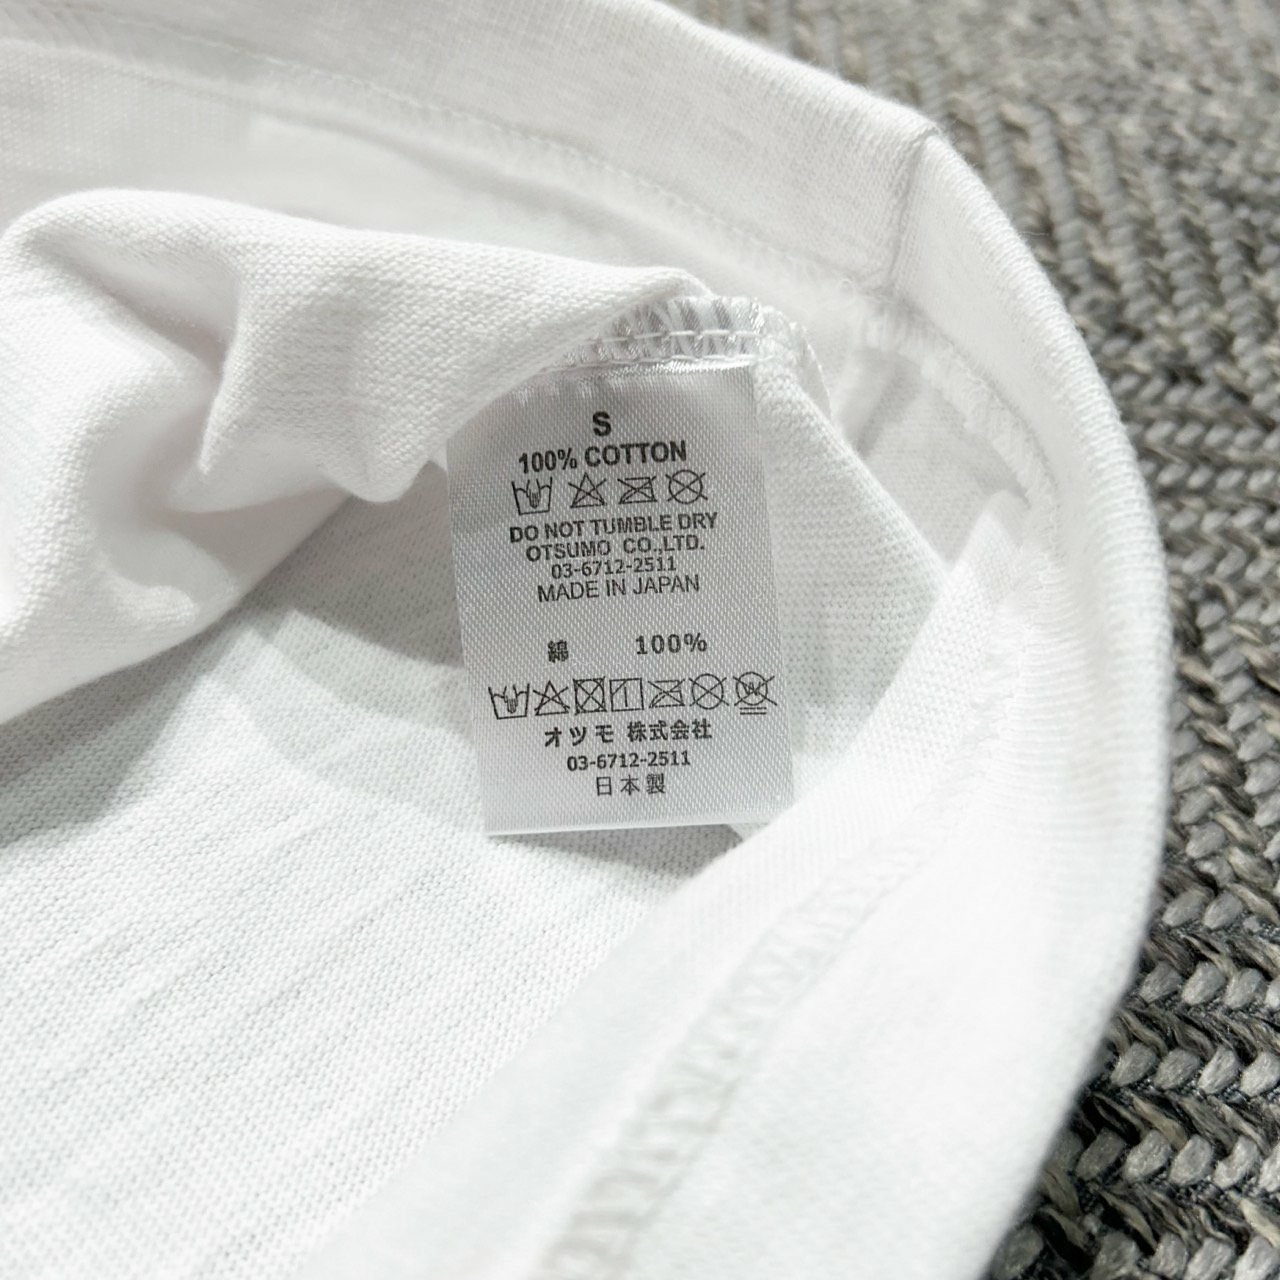 S
100% COTTON
DO NOT TUMBLE DRY
OTSUMO CO.,LTD.
03-6712-2511
MADE IN JAPAN
綿 100%
オツモ 株式会社
03-6712-2511
日本製